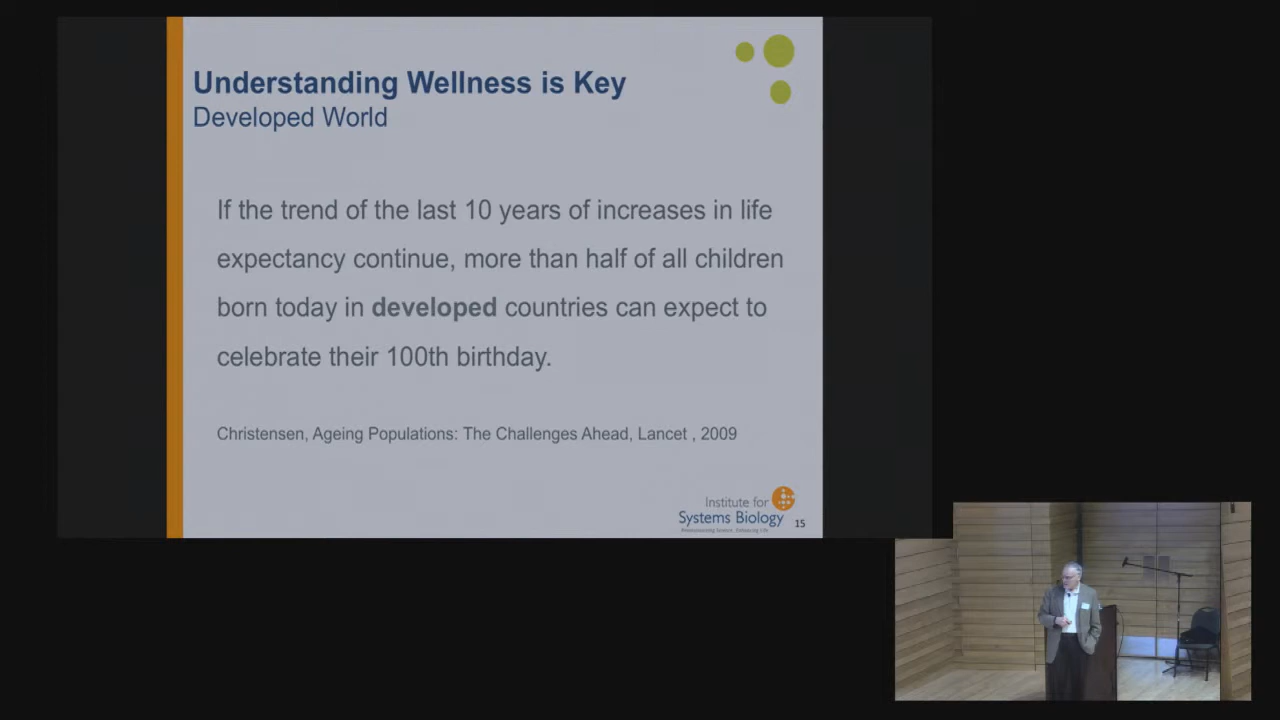 Understanding Wellness is Key
Developed World
If the trend of the last 10 years of increases in life
expectancy continue, more than half of all children
born today in developed countries can expect to
celebrate their 100th birthday.
Christensen, Ageing Populations: The Challenges Ahead, Lancet , 2009
Institute for
Systems Biology
15